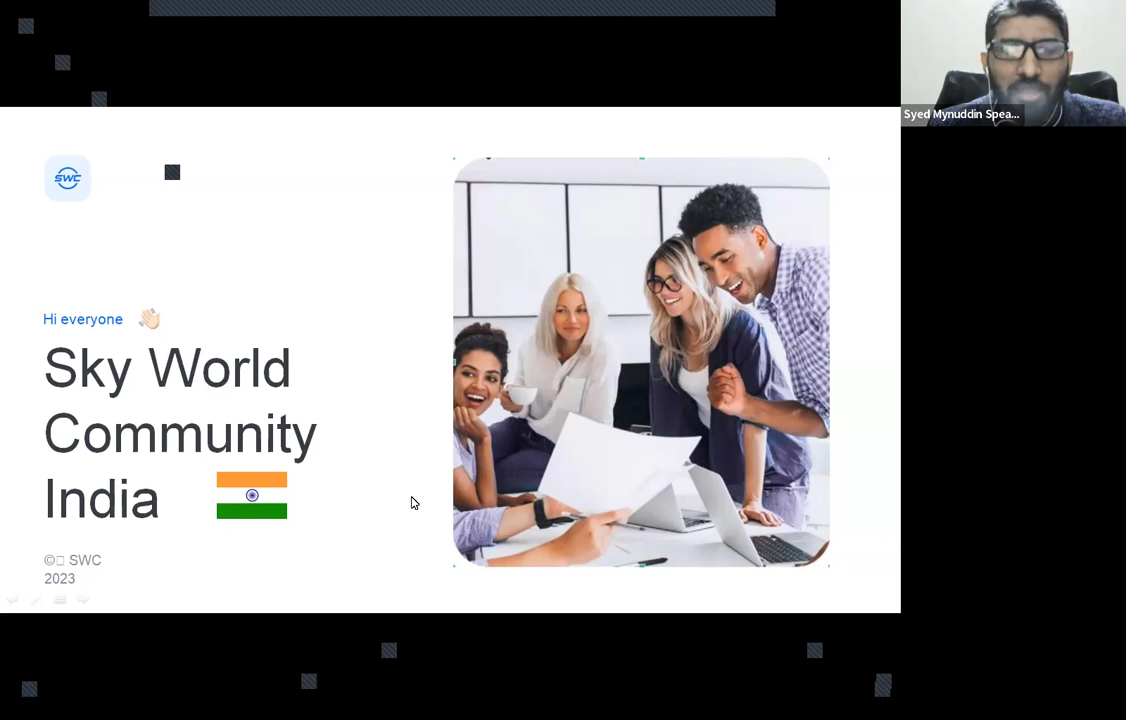 Syed Mynuddin Spea...
SWC
Hi everyone
Sky World
Community
India
© SWC
2023